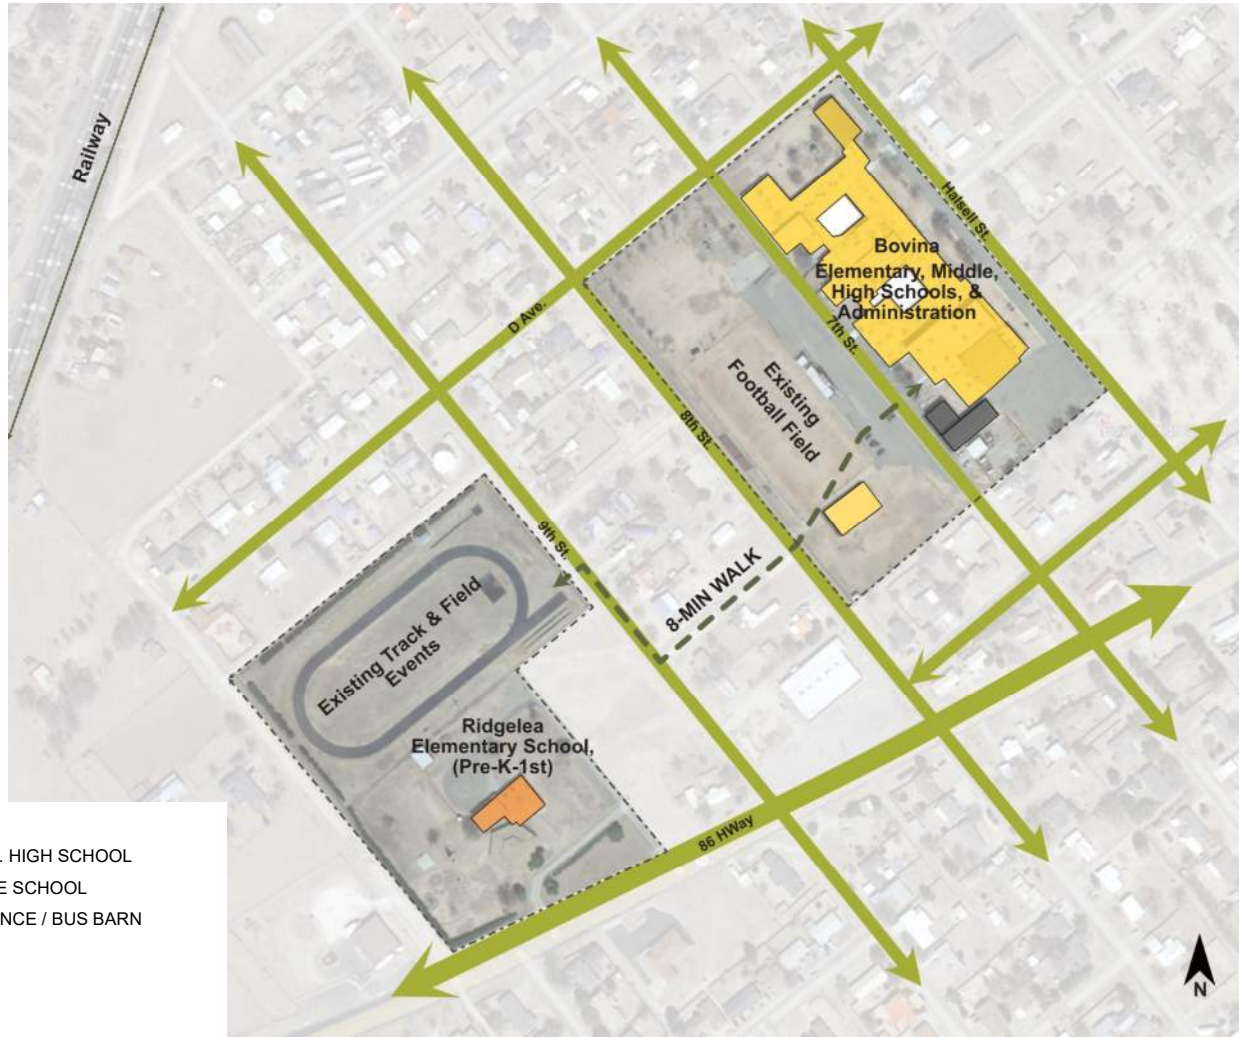 Railway
Halsell St.
Bovina
Elementary, Middle,
High Schools, &
Administration
7th St.
D Ave.
Existing
Football Field
8th St.
9th St.
8-MIN WALK
Existing Track & Field
Events
Ridgelea
Elementary School,
(Pre-K-1st)
86 HWay
HIGH SCHOOL
E SCHOOL
NCE / BUS BARN
N